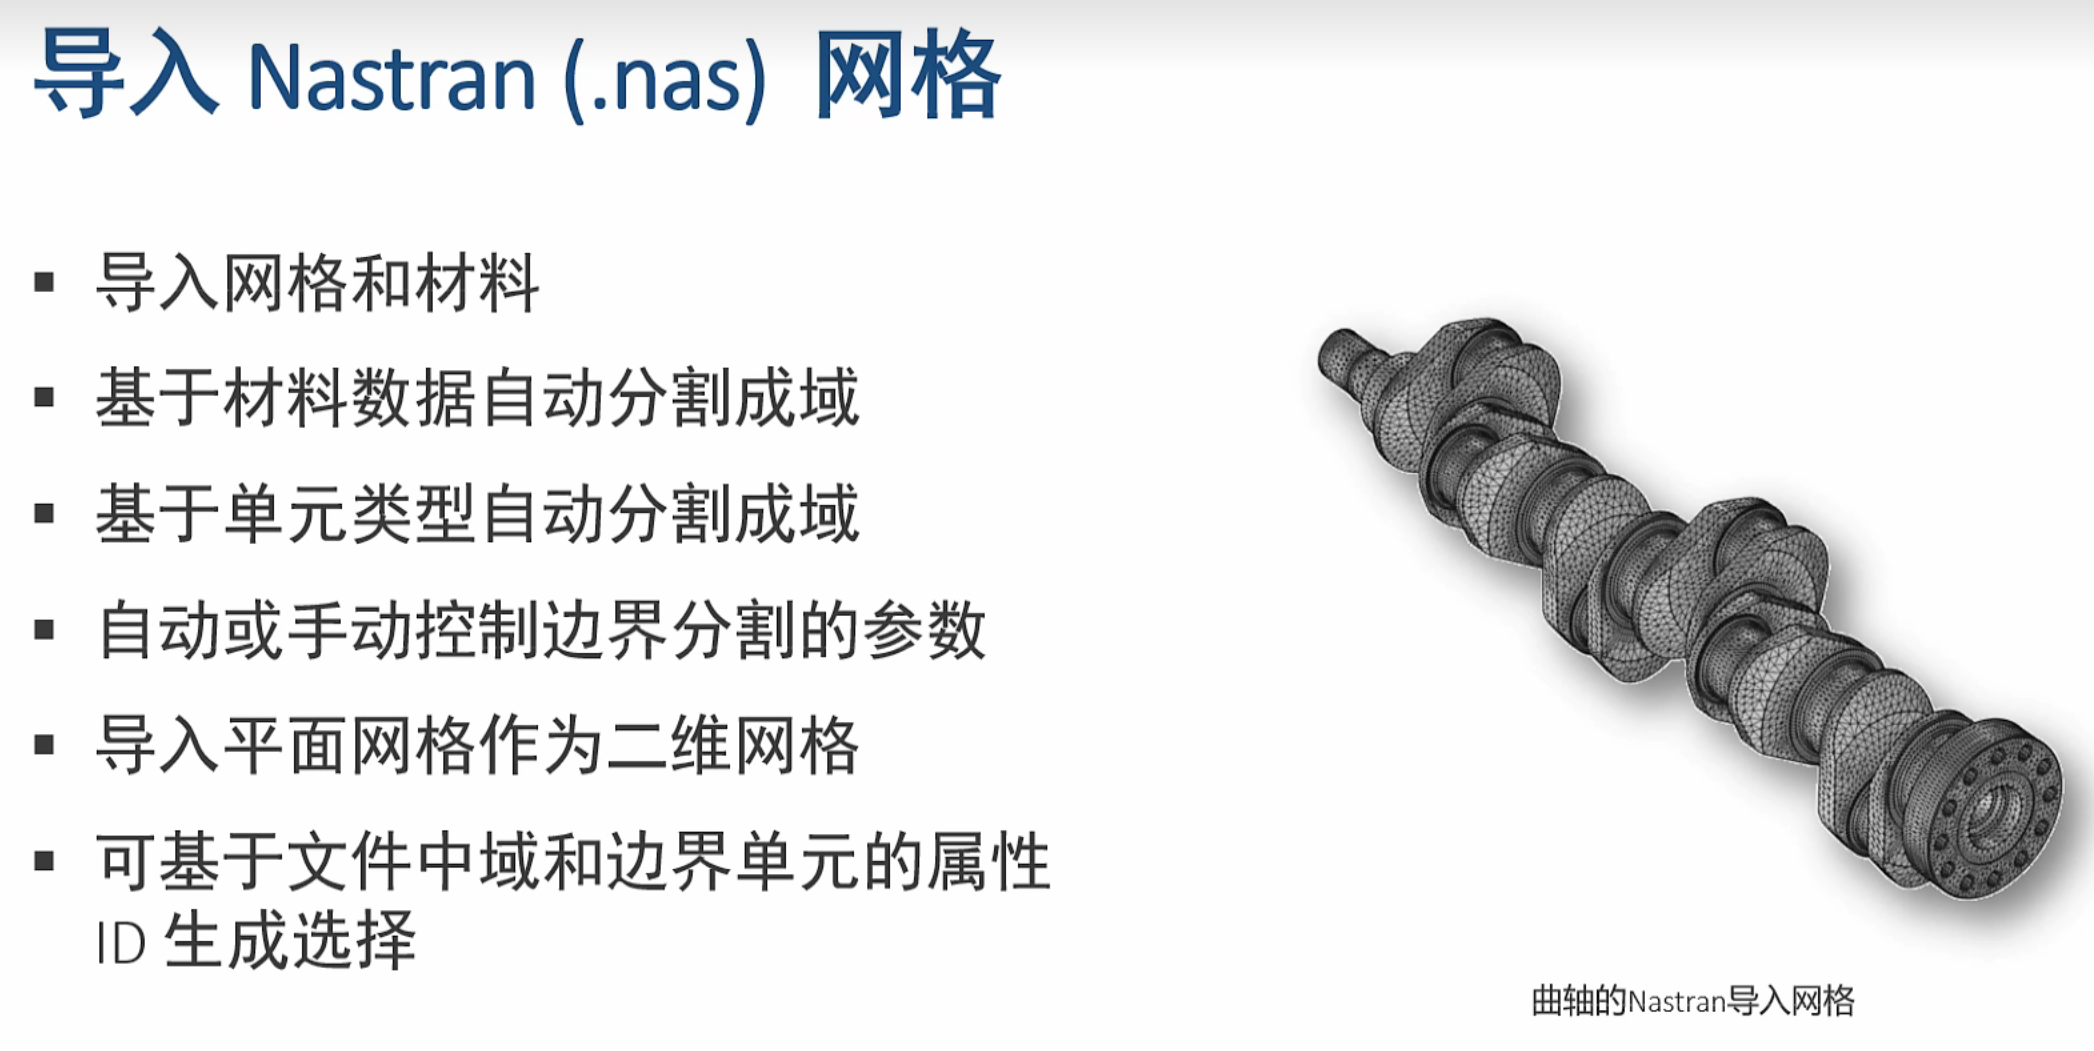 导入 Nastran (.nas) 网格
▪ 导入网格和材料
▪ 基于材料数据自动分割成域
▪ 基于单元类型自动分割成域
▪ 自动或手动控制边界分割的参数
▪ 导入平面网格作为二维网格
▪ 可基于文件中域和边界单元的属性
ID 生成选择
曲轴的Nastran导入网格